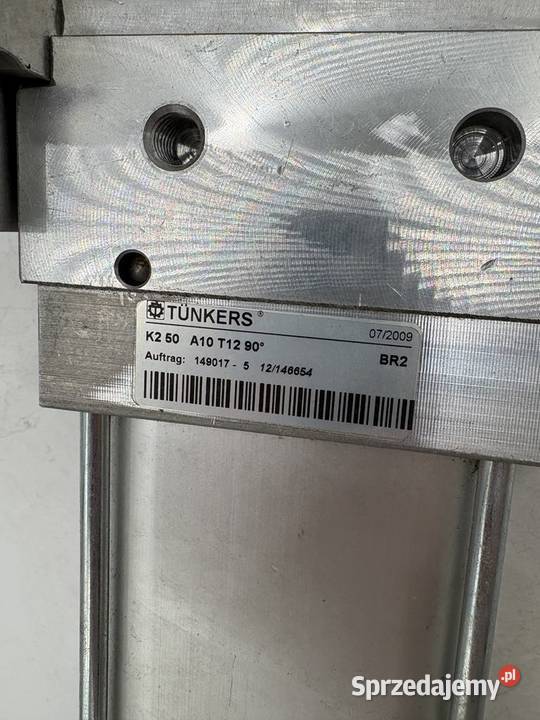 TÜNKERS®
07/2009
K2 50 A10 T12 90°
BR2
Auftrag: 149017 - 5 12/146654
Sprzedajemy.pl